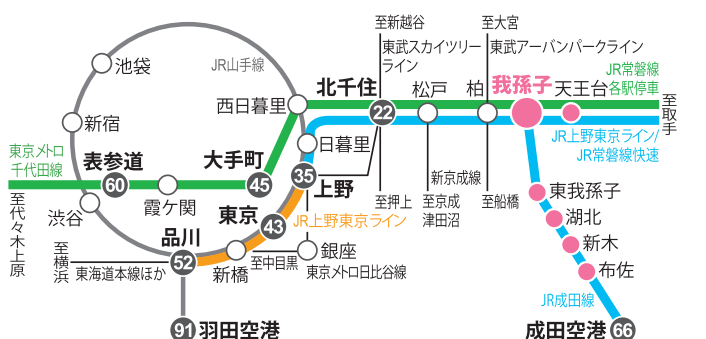 至新越谷
至大宮
東武スカイツリー
ライン
東武アーバンパークライン
JR山手線
池袋
北千住
松戸
柏
我孫子
天王台
JR常磐線
各駅停車
西日暮里
22
至取手
新宿
日暮里
JR上野東京ライン/
JR常磐線快速
東京メトロ
千代田線
表参道
大手町
60
45
35
上野
新京成線
霞ケ関
至代々木上原
渋谷
東京
43
JR上野東京ライン
至押上
至京成
津田沼
至船橋
東我孫子
湖北
品川
新木
至横浜
52
新橋
至中目黒
銀座
東海道本線ほか
東京メトロ日比谷線
布佐
JR成田線
91
羽田空港
成田空港
66